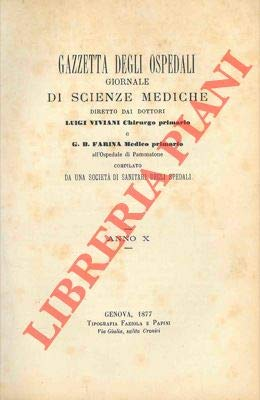 GAZZETTA DEGLI OSPEDALI
GIORNALE
DI SCIENZE MEDICHE
DIRETTO DAI DOTTORI
LUIGI VIVIANI Chirurgo primario
e
G. B. FARINA Medico primario
all'Ospedale di Pammatone
COMPILATO
DA UNA SOCIETÀ DI SANITARI DEGLI SPEDALI.
ANNO X
GENOVA, 1877
TIPOGRAFIA FAZIOLA E PAPINI
Via Giulia, salita Cronici
LIBRERIA PIANI